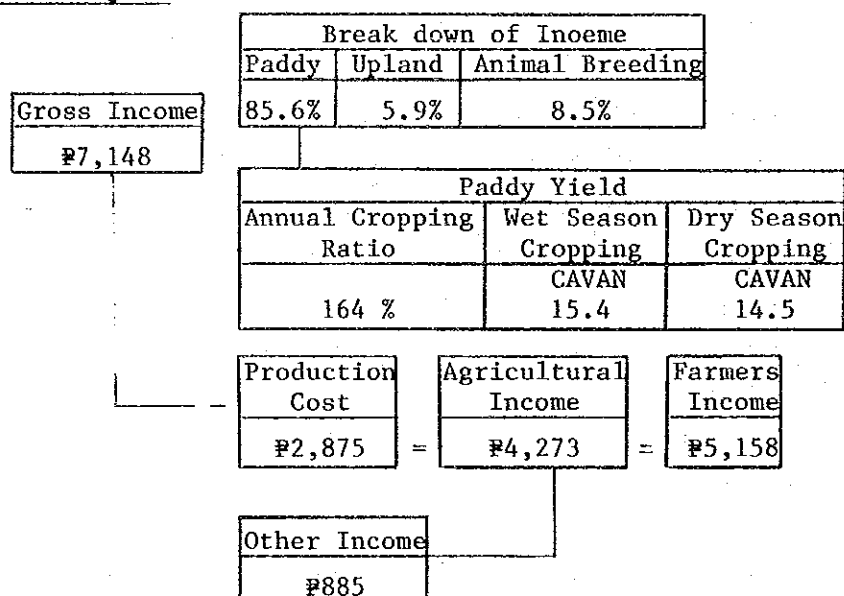 Break down of Inoeme
Paddy Upland Animal Breeding
85.6% 5.9% 8.5%
Gross Income
₱7,148
Paddy Yield
Annual Cropping Ratio Wet Season Cropping Dry Season Cropping
CAVAN CAVAN
164 % 15.4 14.5
Production Cost Agricultural Income Farmers Income
₱2,875 = ₱4,273 = ₱5,158
Other Income
₱885